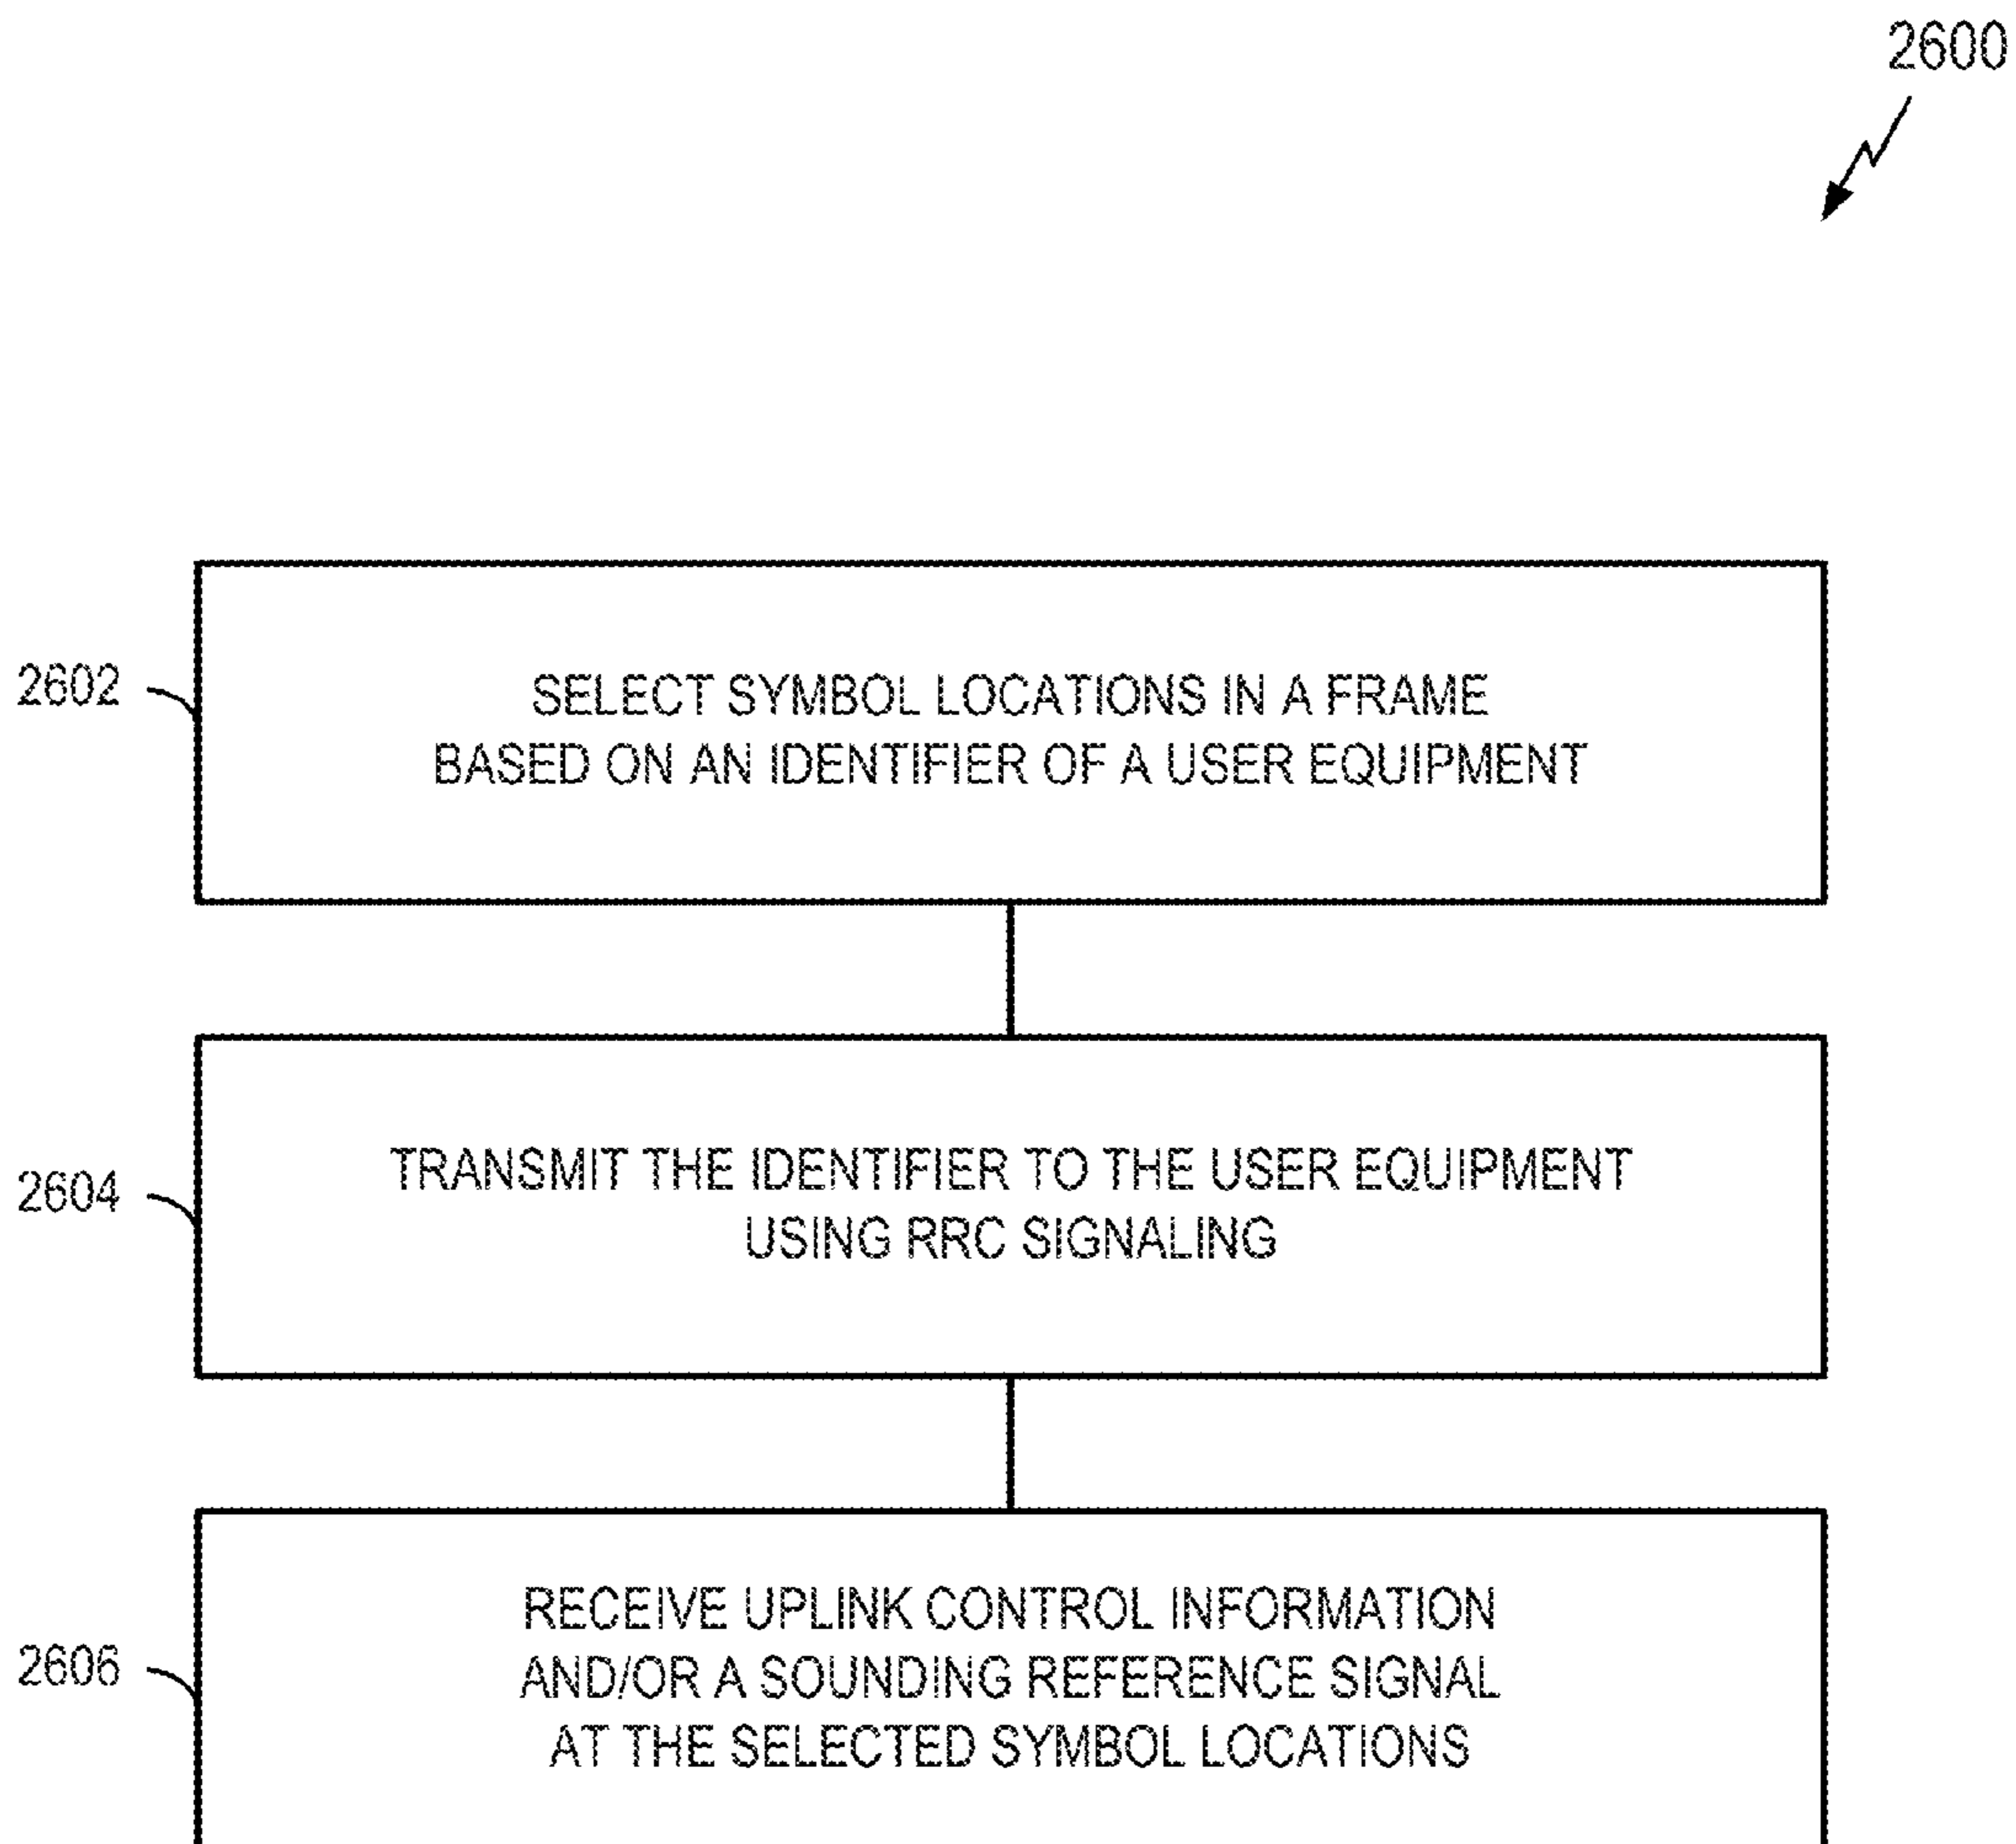 2600
2602
SELECT SYMBOL LOCATIONS IN A FRAME
BASED ON AN IDENTIFIER OF A USER EQUIPMENT
2604
TRANSMIT THE IDENTIFIER TO THE USER EQUIPMENT
USING RRC SIGNALING
2606
RECEIVE UPLINK CONTROL INFORMATION
AND/OR A SOUNDING REFERENCE SIGNAL
AT THE SELECTED SYMBOL LOCATIONS